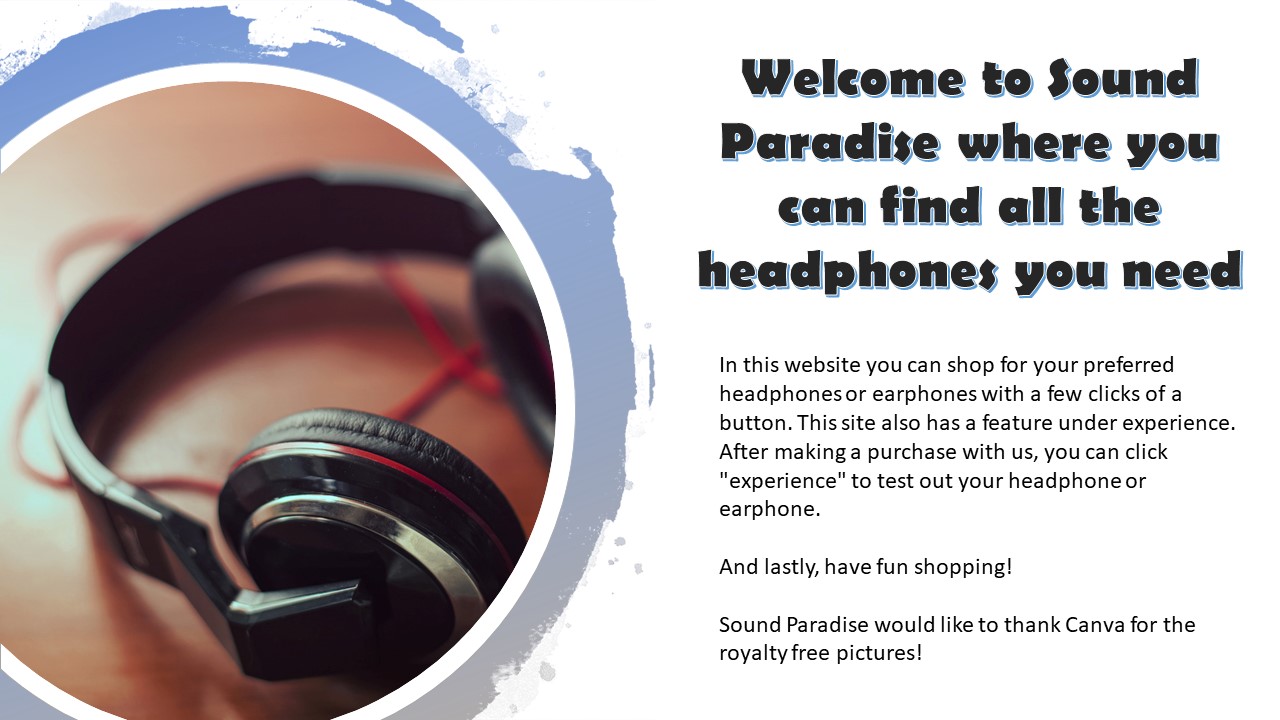 Welcome to Sound
Paradise where you
can find all the
headphones you need
In this website you can shop for your preferred
headphones or earphones with a few clicks of a
button. This site also has a feature under experience.
After making a purchase with us, you can click
"experience" to test out your headphone or
earphone.
And lastly, have fun shopping!
Sound Paradise would like to thank Canva for the
royalty free pictures!